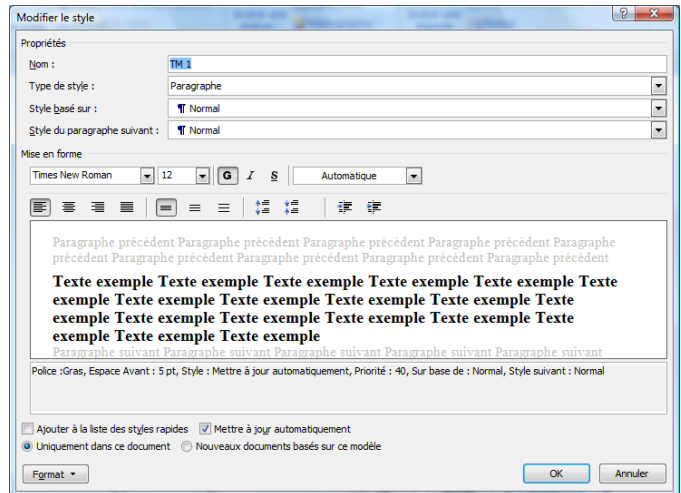 Modifier le style
Propriétés
Nom : TM 1
Type de style : Paragraphe
Style basé sur : ¶ Normal
Style du paragraphe suivant : ¶ Normal
Mise en forme
Times New Roman 12 G I S Automatique
Paragraphe précédent Paragraphe précédent Paragraphe précédent Paragraphe précédent Paragraphe
précédent Paragraphe précédent Paragraphe précédent Paragraphe précédent Paragraphe précédent
Texte exemple Texte exemple Texte exemple Texte exemple Texte exemple Texte
exemple Texte exemple Texte exemple Texte exemple Texte exemple Texte
exemple Texte exemple Texte exemple Texte exemple Texte exemple Texte
exemple Texte exemple Texte exemple
Paragraphe suivant Paragraphe suivant Paragraphe suivant Paragraphe suivant Paragraphe suivant
Police :Gras, Espace Avant : 5 pt, Style : Mettre à jour automatiquement, Priorité : 40, Sur base de : Normal, Style suivant : Normal
Ajouter à la liste des styles rapides Mettre à jour automatiquement
Uniquement dans ce document Nouveaux documents basés sur ce modèle
Format OK Annuler